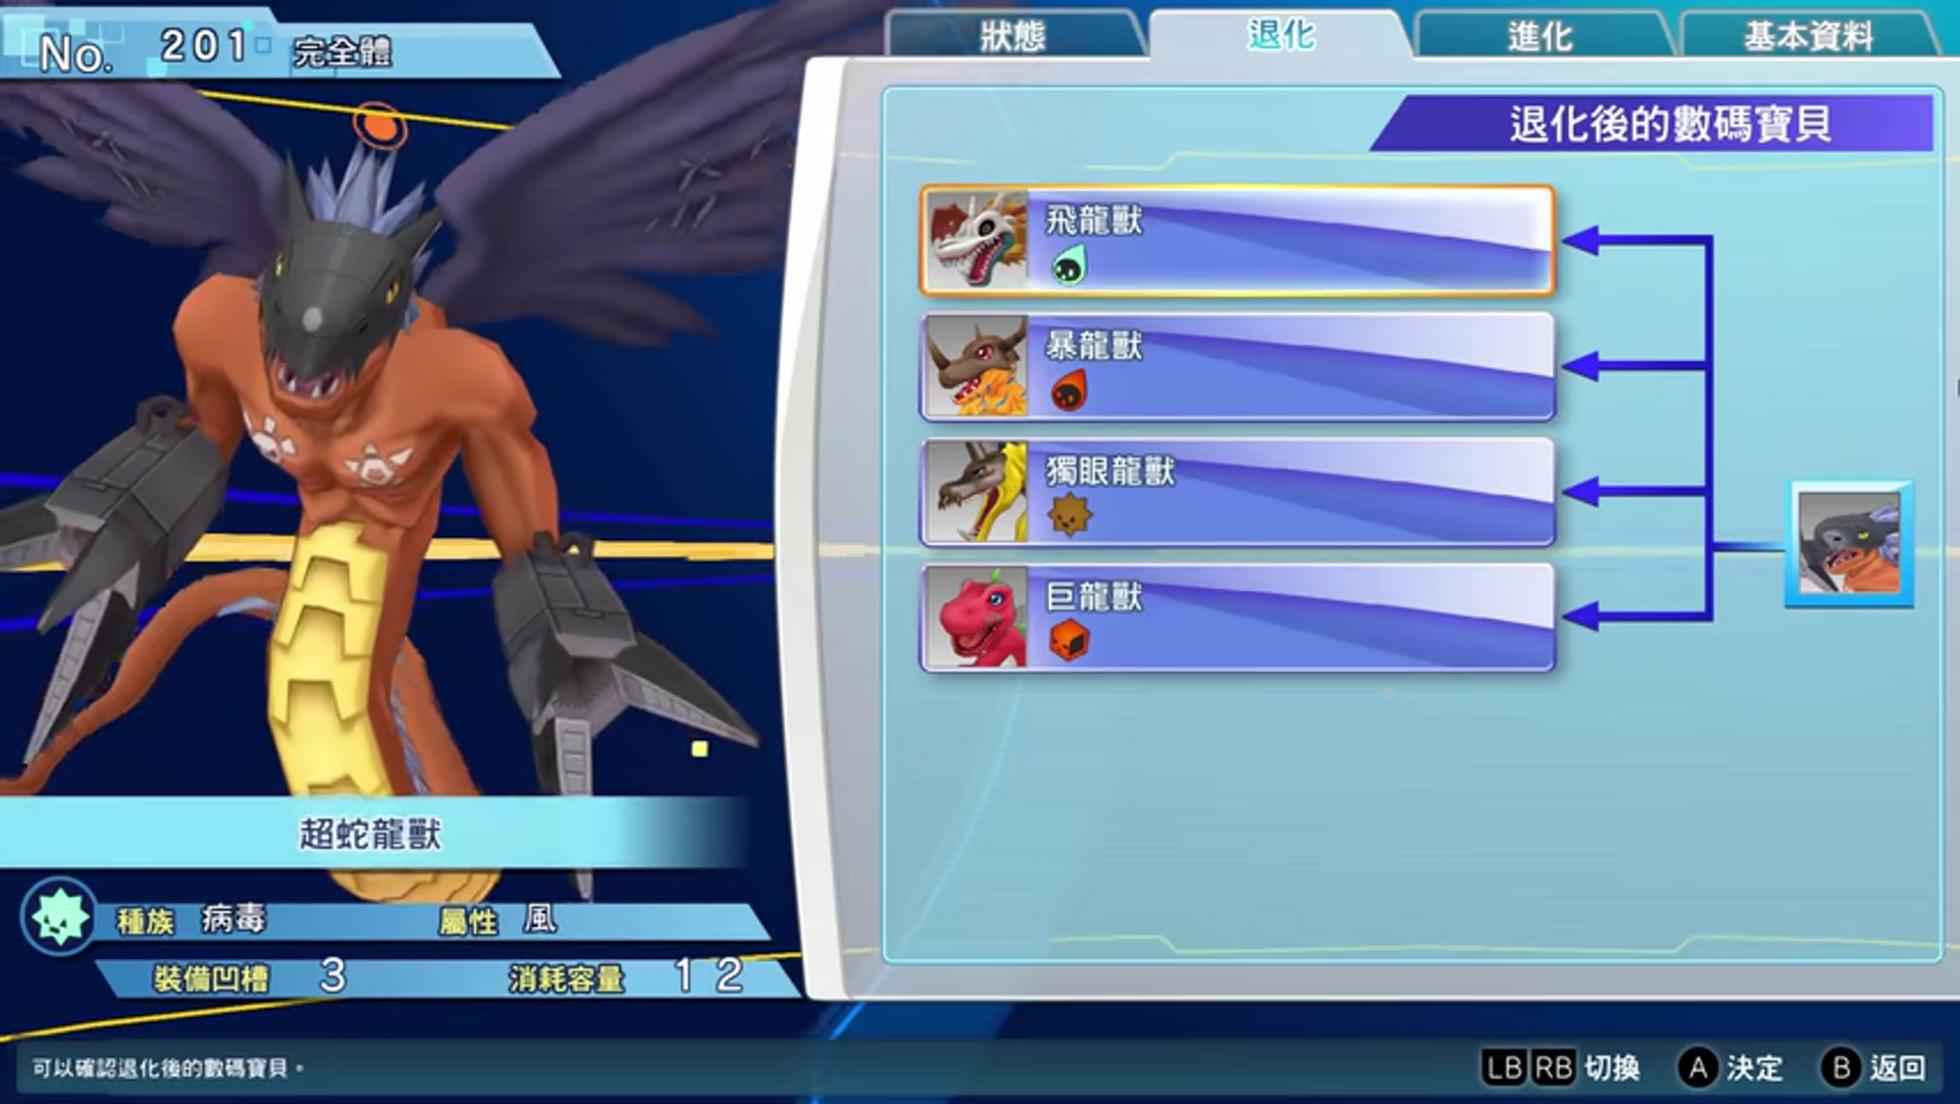 No. 201 完全體
狀態 退化 進化 基本資料
退化後的數碼寶貝
飛龍獸
暴龍獸
獨眼龍獸
巨龍獸
超蛇龍獸
種族 病毒 屬性 風
裝備凹槽 3 消耗容量 12
可以確認退化後的數碼寶貝。
LB RB 切換 A 決定 B 返回